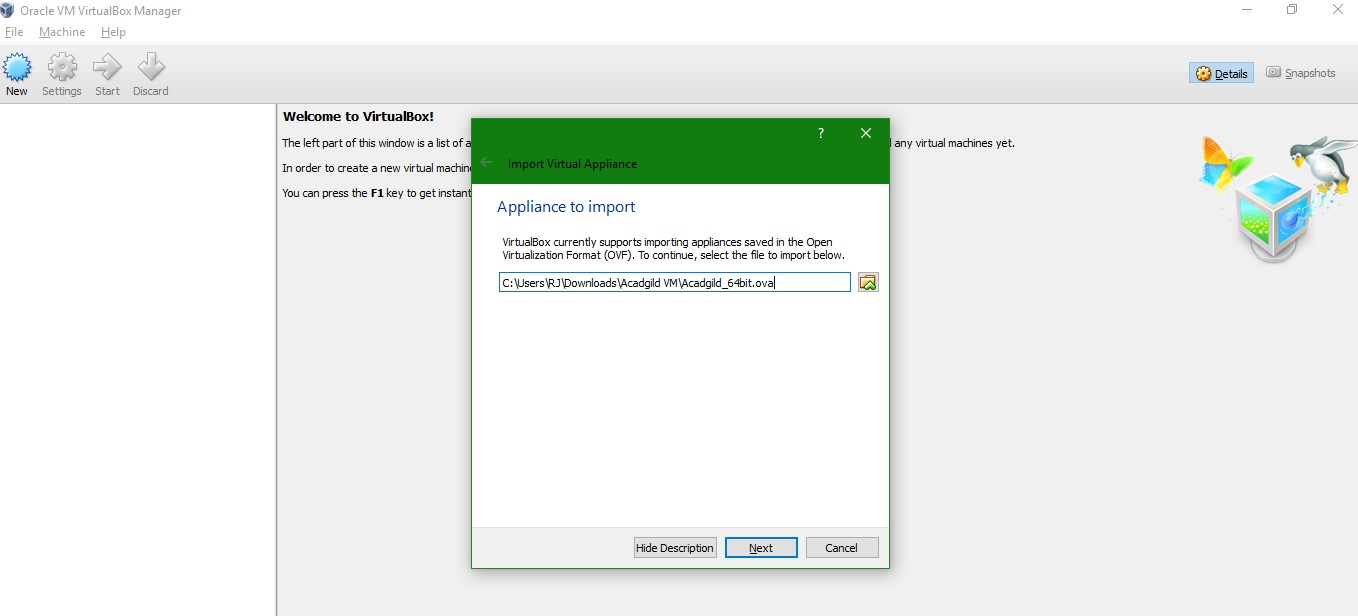 Oracle VM VirtualBox Manager
File Machine Help
New Settings Start Discard
Details Snapshots
Welcome to VirtualBox!
The left part of this window is a list of a
any virtual machines yet.
In order to create a new virtual machin
You can press the F1 key to get instant
?
Import Virtual Appliance
Appliance to import
VirtualBox currently supports importing appliances saved in the Open
Virtualization Format (OVF). To continue, select the file to import below.
C:\Users\RJ\Downloads\Acadgild VM\Acadgild_64bit.ova
Hide Description Next Cancel